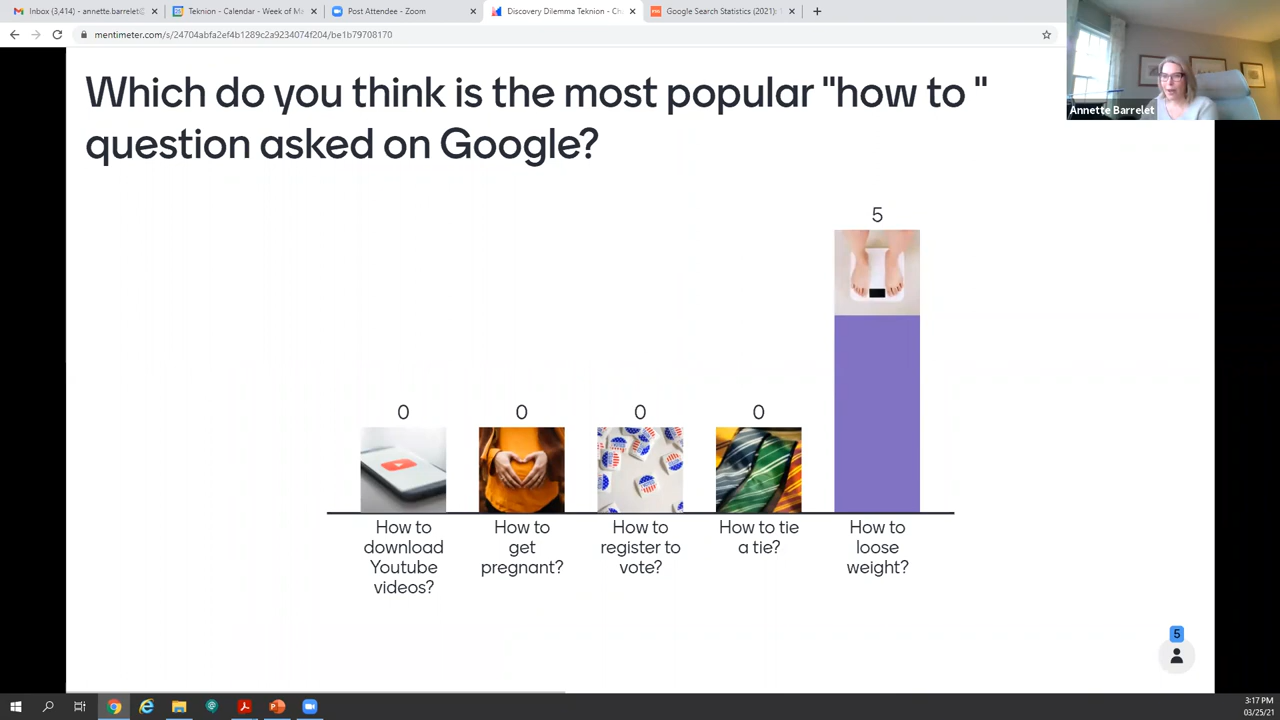 Inbox (3,414) - annette.barrelet@
Teknion - Calendar - Week of Ma
Post Attendee - Zoom
Discovery Dilemma Teknion - Ch
Google Search Statistics (2021):
mentimeter.com/s/24704abfa2ef4b1289c2a9234074f204/be1b79708170
Annette Barrelet
Which do you think is the most popular "how to "
question asked on Google?
5
0
0
0
0
How to
download
Youtube
videos?
How to
get
pregnant?
How to
register to
vote?
How to tie
a tie?
How to
loose
weight?
5
3:17 PM
03/25/21